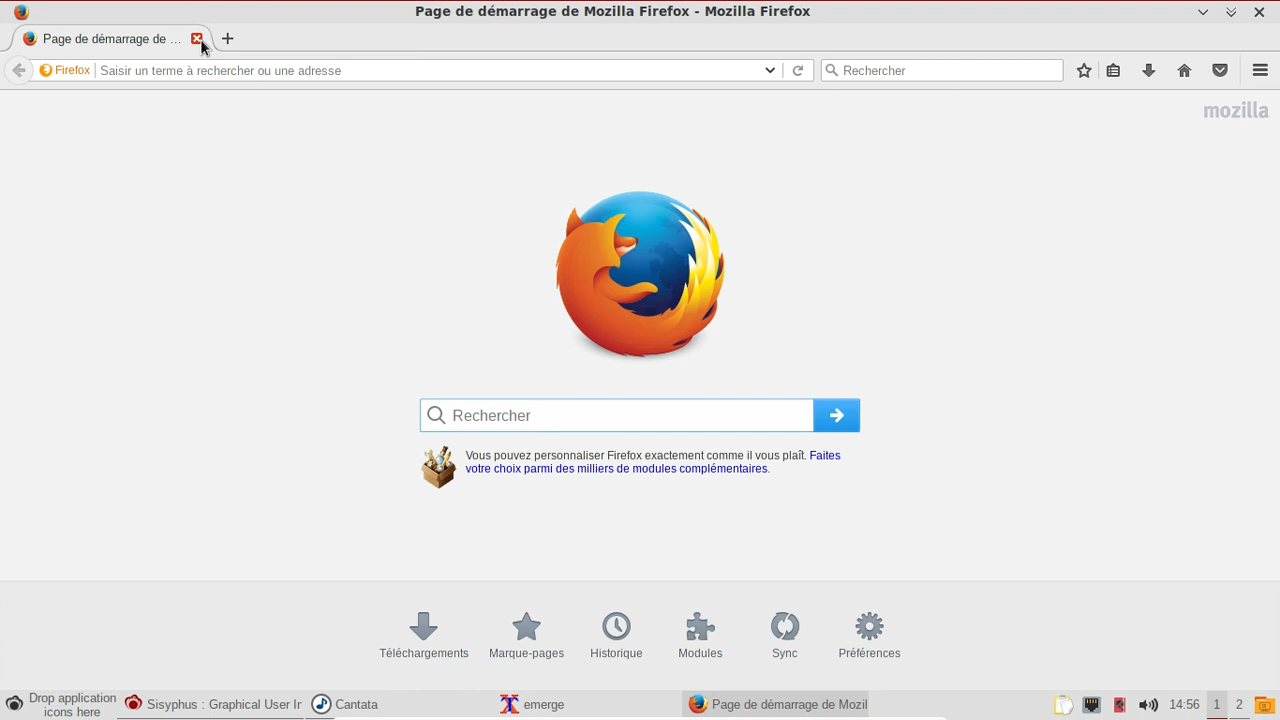 Page de démarrage de Mozilla Firefox - Mozilla Firefox
Page de démarrage de ...
Firefox Saisir un terme à rechercher ou une adresse Rechercher
mozilla
Rechercher
Vous pouvez personnaliser Firefox exactement comme il vous plaît. Faites
votre choix parmi des milliers de modules complémentaires.
Téléchargements Marque-pages Historique Modules Sync Préférences
Drop application
icons here
Sisyphus : Graphical User Ir
Cantata
emerge
Page de démarrage de Mozil
14:56 1 2